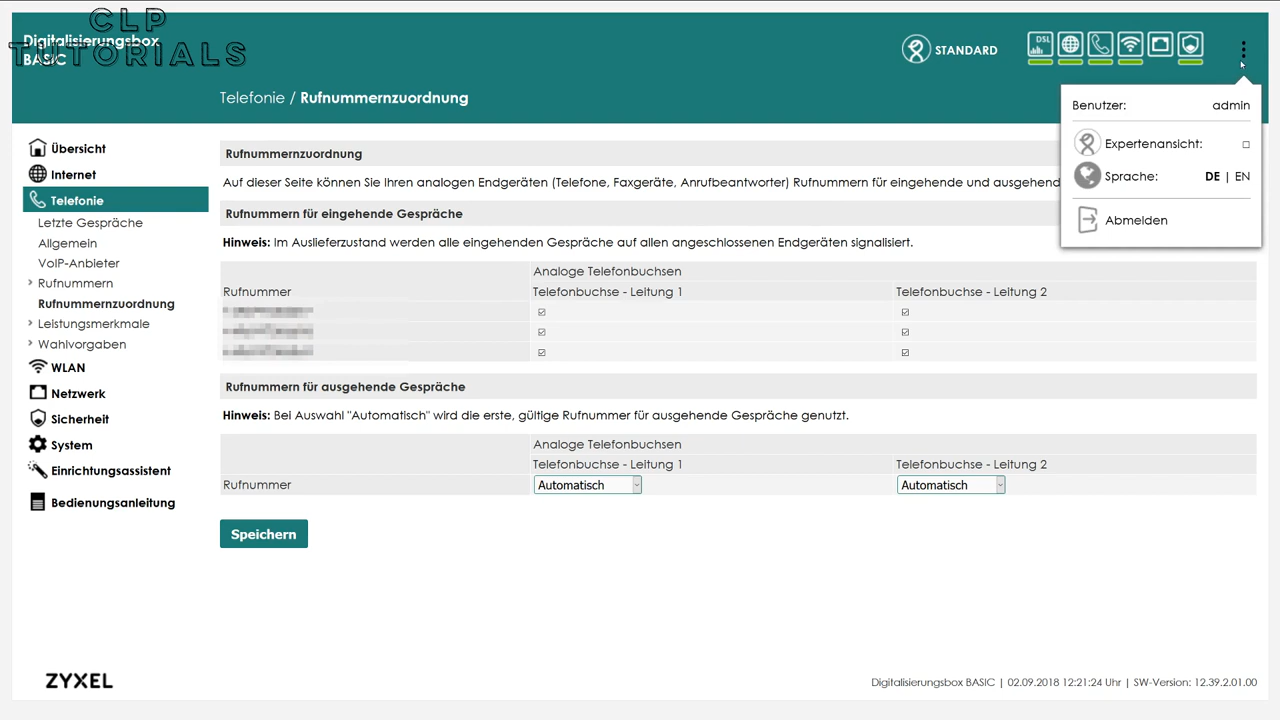 CLP
TUTORIALS
Digitalisierungsbox
BASIC
STANDARD
DSL
Telefonie / Rufnummernzuordnung
Benutzer: admin
Expertenansicht:
Sprache: DE | EN
Abmelden
Übersicht
Internet
Telefonie
Letzte Gespräche
Allgemein
VoIP-Anbieter
Rufnummern
Rufnummernzuordnung
Leistungsmerkmale
Wahlvorgaben
WLAN
Netzwerk
Sicherheit
System
Einrichtungsassistent
Bedienungsanleitung
Rufnummernzuordnung
Auf dieser Seite können Sie Ihren analogen Endgeräten (Telefone, Faxgeräte, Anrufbeantworter) Rufnummern für eingehende und ausgehend
Rufnummern für eingehende Gespräche
Hinweis: Im Auslieferzustand werden alle eingehenden Gespräche auf allen angeschlossenen Endgeräten signalisiert.
Analoge Telefonbuchsen
Rufnummer Telefonbuchse - Leitung 1 Telefonbuchse - Leitung 2
Rufnummern für ausgehende Gespräche
Hinweis: Bei Auswahl "Automatisch" wird die erste, gültige Rufnummer für ausgehende Gespräche genutzt.
Analoge Telefonbuchsen
Telefonbuchse - Leitung 1 Telefonbuchse - Leitung 2
Rufnummer Automatisch Automatisch
Speichern
ZYXEL
Digitalisierungsbox BASIC | 02.09.2018 12:21:24 Uhr | SW-Version: 12.39.2.01.00